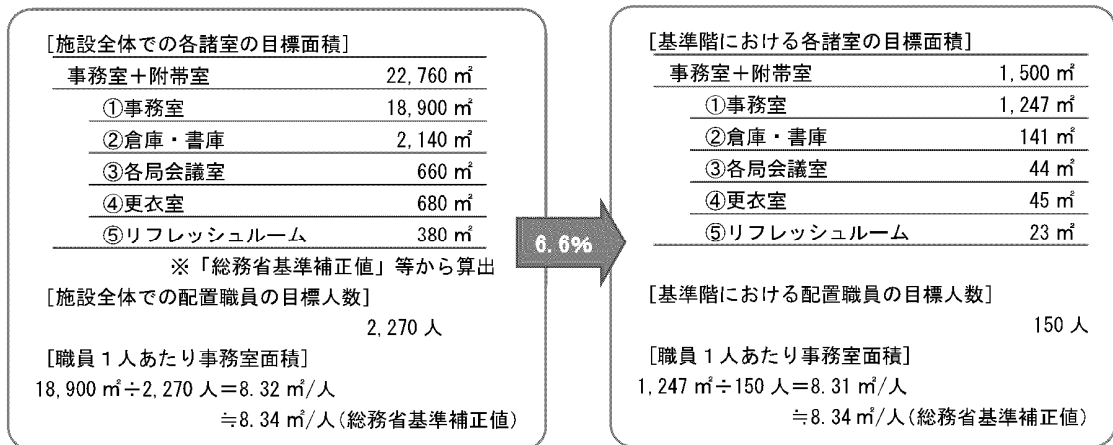 [施設全体での各諸室の目標面積]
事務室＋附帯室 22,760 ㎡
①事務室 18,900 ㎡
②倉庫・書庫 2,140 ㎡
③各局会議室 660 ㎡
④更衣室 680 ㎡
⑤リフレッシュルーム 380 ㎡
※「総務省基準補正値」等から算出
[施設全体での配置職員の目標人数]
2,270 人
[職員１人あたり事務室面積]
18,900 ㎡÷2,270 人＝8.32 ㎡/人
≒8.34 ㎡/人(総務省基準補正値)
6.6%
[基準階における各諸室の目標面積]
事務室＋附帯室 1,500 ㎡
①事務室 1,247 ㎡
②倉庫・書庫 141 ㎡
③各局会議室 44 ㎡
④更衣室 45 ㎡
⑤リフレッシュルーム 23 ㎡
[基準階における配置職員の目標人数]
150 人
[職員１人あたり事務室面積]
1,247 ㎡÷150 人＝8.31 ㎡/人
≒8.34 ㎡/人(総務省基準補正値)